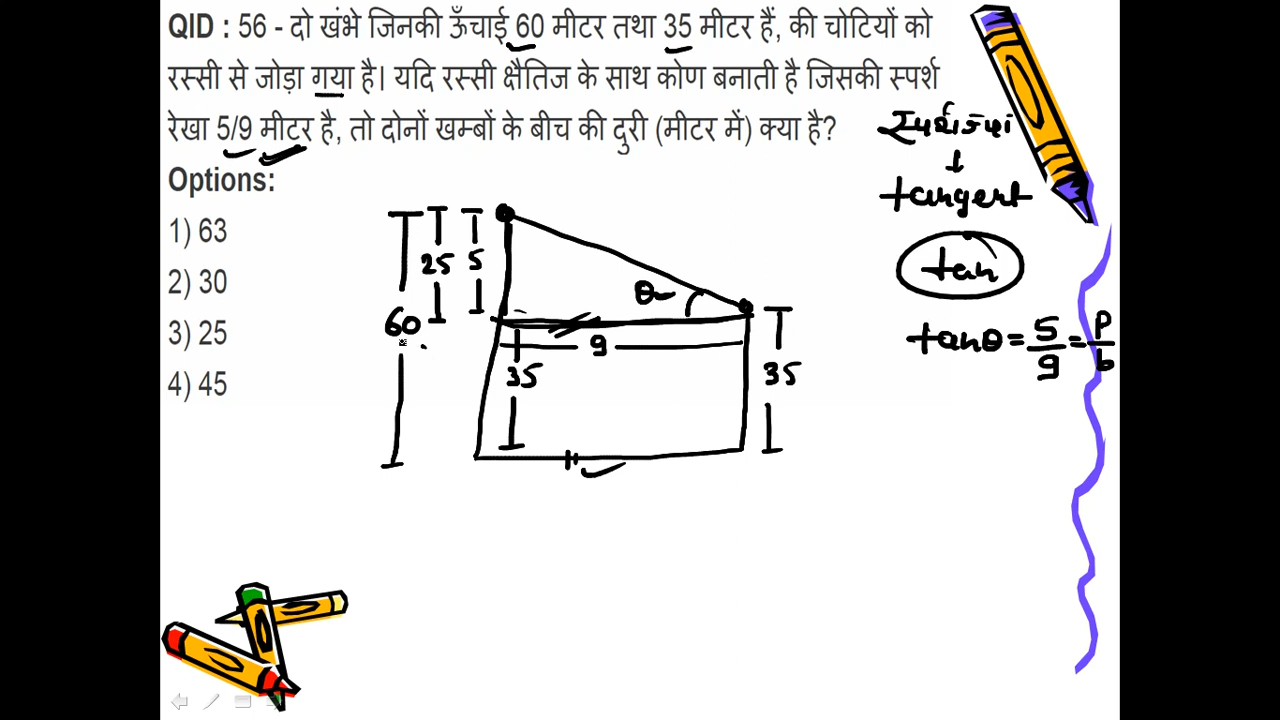 QID : 56 - दो खंभे जिनकी ऊँचाई 60 मीटर तथा 35 मीटर हैं, की चोटियों को
रस्सी से जोड़ा गया है। यदि रस्सी क्षैतिज के साथ कोण बनाती है जिसकी स्पर्श
रेखा 5/9 मीटर है, तो दोनों खम्बों के बीच की दुरी (मीटर में) क्या है?
Options:
1) 63
2) 30
3) 25
4) 45
tangent
tan
tanθ = 5/9 = P/b
25
5
θ
60
9
35
35